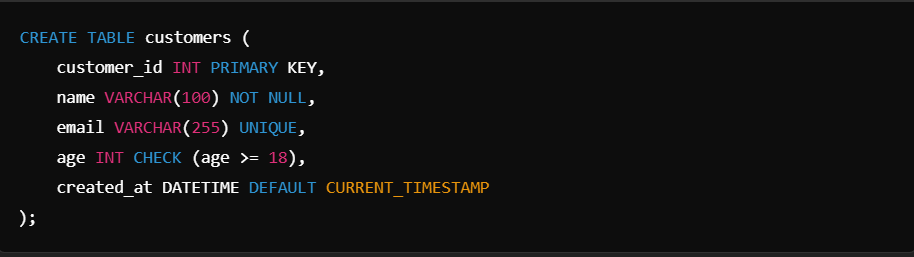 CREATE TABLE customers (
    customer_id INT PRIMARY KEY,
    name VARCHAR(100) NOT NULL,
    email VARCHAR(255) UNIQUE,
    age INT CHECK (age >= 18),
    created_at DATETIME DEFAULT CURRENT_TIMESTAMP
);